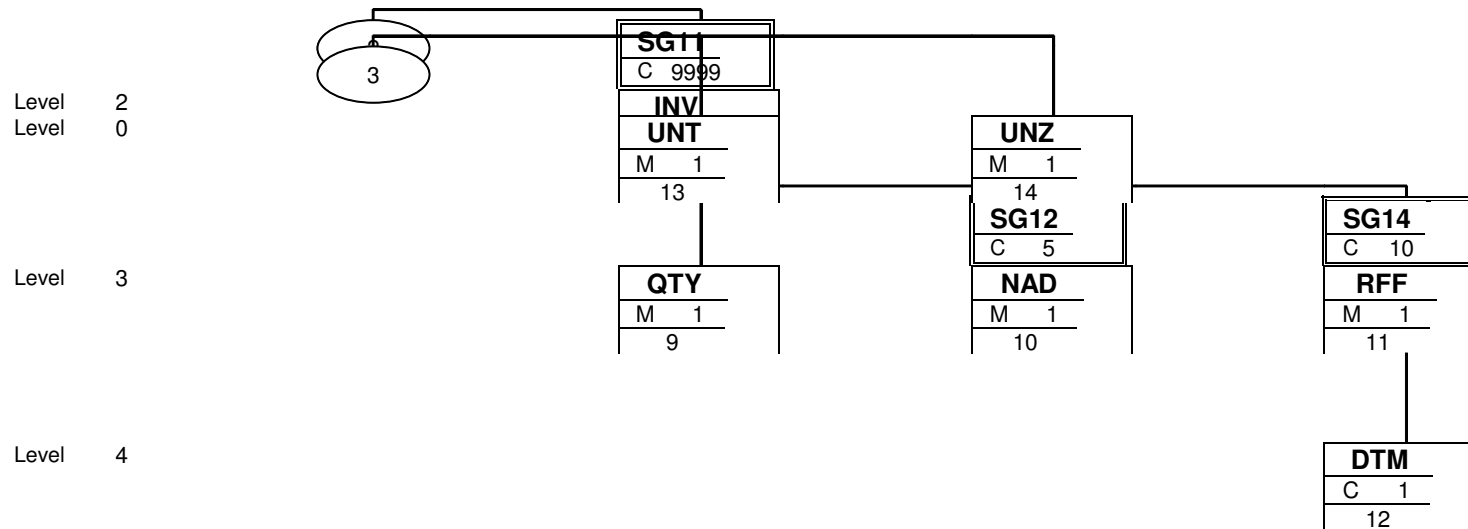 SG11
C 9999
3
Level 2
INV
Level 0
UNT
UNZ
M 1
M 1
13
14
SG12
SG14
C 5
C 10
Level 3
QTY
NAD
RFF
M 1
M 1
M 1
9
10
11
Level 4
DTM
C 1
12